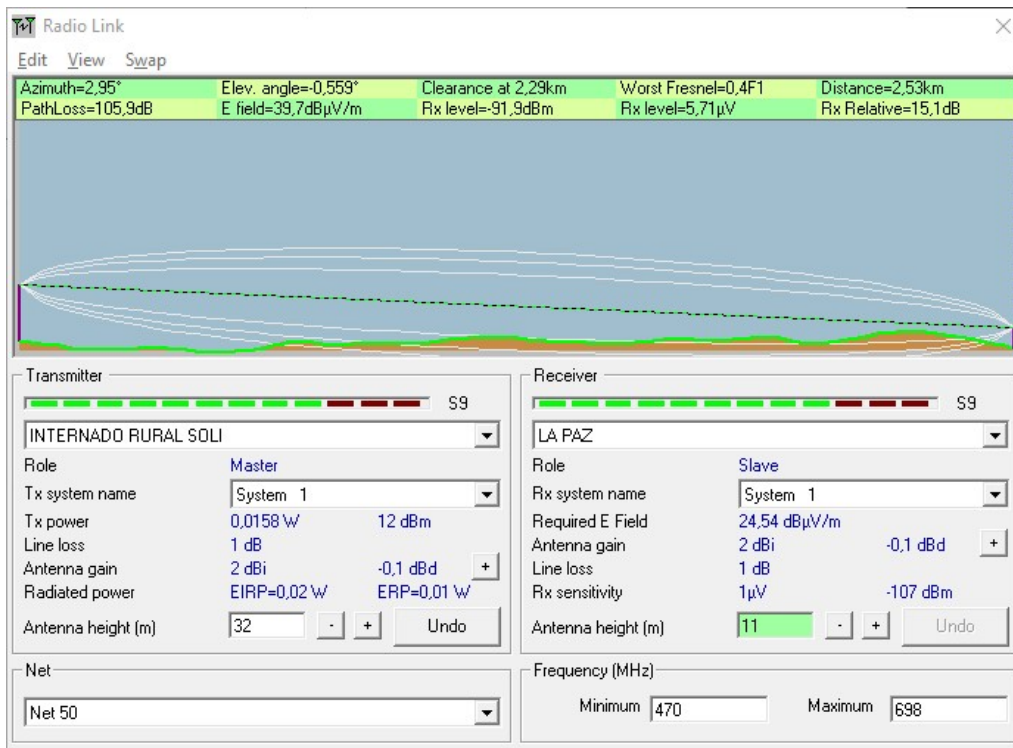 Radio Link
Edit View Swap
Azimuth=2,95° Elev. angle=-0,559° Clearance at 2,29km Worst Fresnel=0,4F1 Distance=2,53km
PathLoss=105,9dB E field=39,7dBµV/m Rx level=-91,9dBm Rx level=5,71µV Rx Relative=15,1dB
Transmitter
S9
INTERNADO RURAL SOLI
Role Master
Tx system name System 1
Tx power 0,0158 W 12 dBm
Line loss 1 dB
Antenna gain 2 dBi -0,1 dBd +
Radiated power EIRP=0,02 W ERP=0,01 W
Antenna height (m) 32 - + Undo
Receiver
S9
LA PAZ
Role Slave
Rx system name System 1
Required E Field 24,54 dBµV/m
Antenna gain 2 dBi -0,1 dBd +
Line loss 1 dB
Rx sensitivity 1µV -107 dBm
Antenna height (m) 11 - + Undo
Net
Net 50
Frequency (MHz)
Minimum 470 Maximum 698